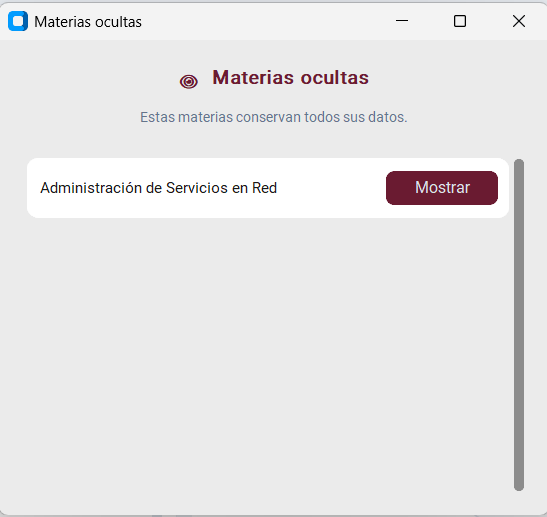 Materias ocultas
Materias ocultas
Estas materias conservan todos sus datos.
Administración de Servicios en Red
Mostrar